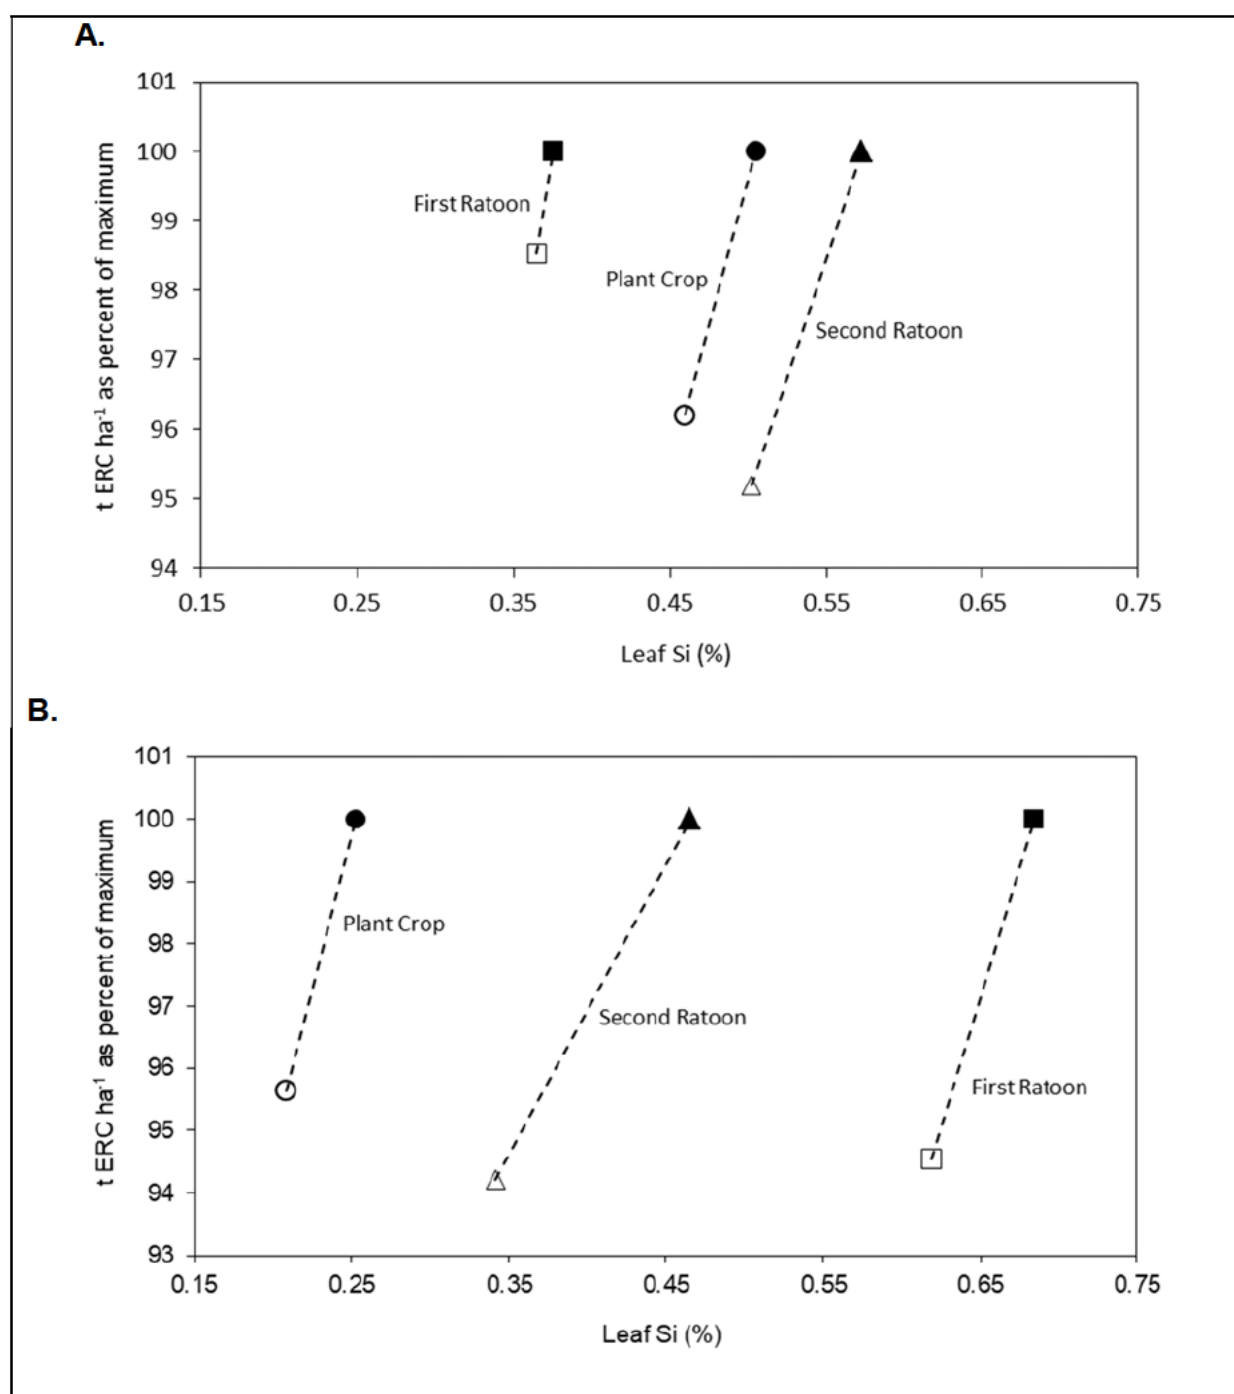 A.
101
100
99
98
97
96
95
94
t ERC ha⁻¹ as percent of maximum
First Ratoon
Plant Crop
Second Ratoon
0.15 0.25 0.35 0.45 0.55 0.65 0.75
Leaf Si (%)
B.
101
100
99
98
97
96
95
94
93
t ERC ha⁻¹ as percent of maximum
Plant Crop
Second Ratoon
First Ratoon
0.15 0.25 0.35 0.45 0.55 0.65 0.75
Leaf Si (%)